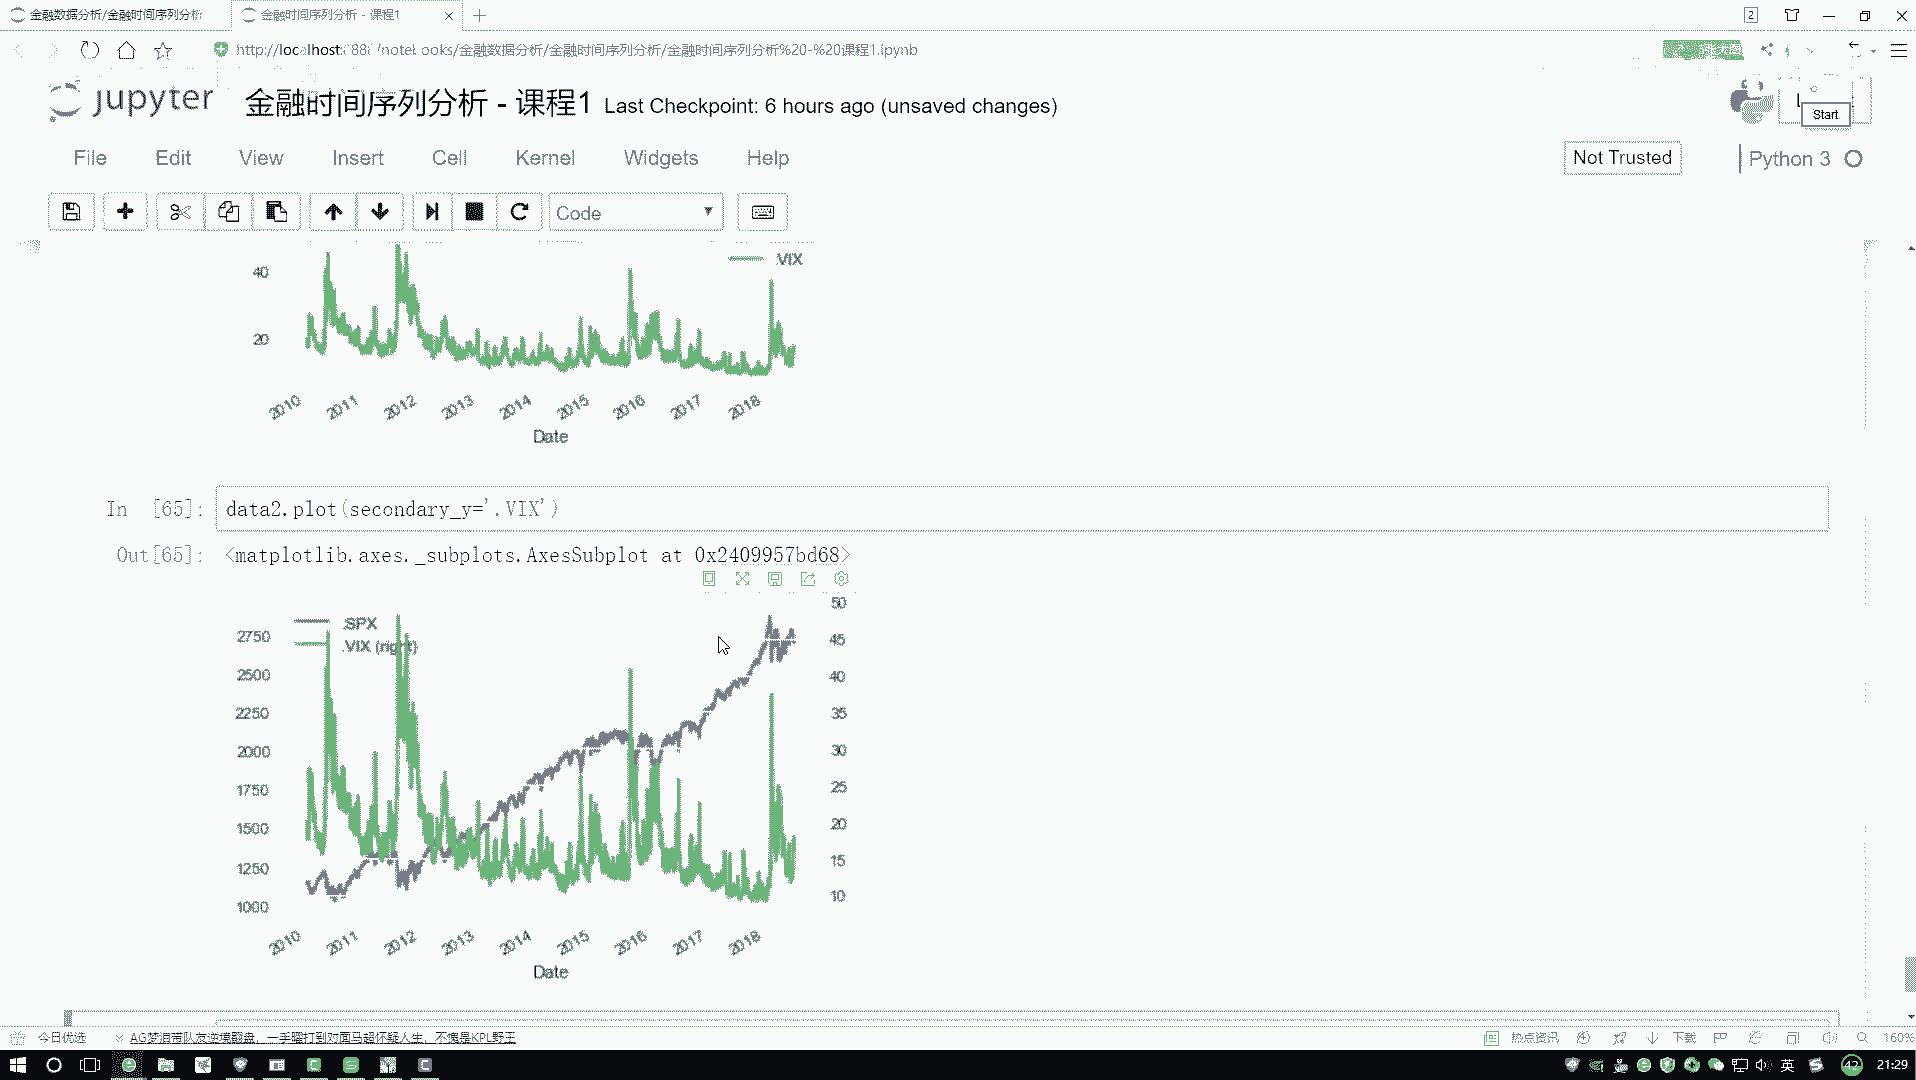 金融数据分析/金融时间序列分析
金融时间序列分析 - 课程1
2
金融数据分析/金融时间序列分析/金融时间序列分析%20-%20课程1.ipynb
jupyter 金融时间序列分析 - 课程1 Last Checkpoint: 6 hours ago (unsaved changes)
Start
File Edit View Insert Cell Kernel Widgets Help
Not Trusted
Python 3
Code
40
20
.VIX
2010 2011 2012 2013 2014 2015 2016 2017 2018
Date
In [65]: data2.plot(secondary_y='.VIX')
Out[65]: <matplotlib.axes._subplots.AxesSubplot at 0x2409957bd68>
.SPX
.VIX (right)
2750
2500
2250
2000
1750
1500
1250
1000
50
45
40
35
30
25
20
15
10
2010 2011 2012 2013 2014 2015 2016 2017 2018
Date
今日优选
AG梦泪带队友逆境翻盘，一手曜打到对面马超怀疑人生，不愧是KPL野王
热点资讯
下载
160%
英
42
21:29